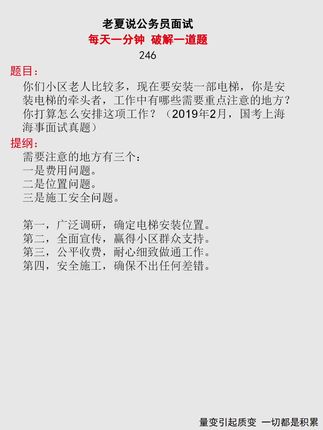 老夏说公务员面试
每天一分钟 破解一道题
246
题目：
你们小区老人比较多，现在要安装一部电梯，你是安
装电梯的牵头者，工作中有哪些需要重点注意的地方？
你打算怎么安排这项工作？（2019年2月，国考上海
海事面试真题）
提纲：
需要注意的地方有三个：
一是费用问题。
二是位置问题。
三是施工安全问题。
第一，广泛调研，确定电梯安装位置。
第二，全面宣传，赢得小区群众支持。
第三，公平收费，耐心细致做通工作。
第四，安全施工，确保不出任何差错。
量变引起质变 一切都是积累